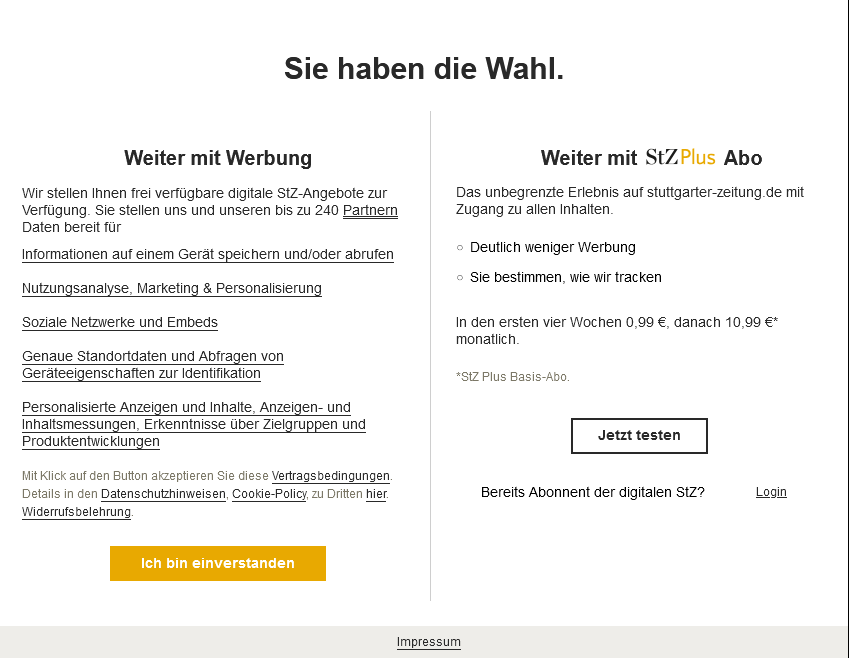 Sie haben die Wahl.
Weiter mit Werbung
Wir stellen Ihnen frei verfügbare digitale StZ-Angebote zur
Verfügung. Sie stellen uns und unseren bis zu 240 Partnern
Daten bereit für
Informationen auf einem Gerät speichern und/oder abrufen
Nutzungsanalyse, Marketing & Personalisierung
Soziale Netzwerke und Embeds
Genaue Standortdaten und Abfragen von
Geräteeigenschaften zur Identifikation
Personalisierte Anzeigen und Inhalte, Anzeigen- und
Inhaltsmessungen, Erkenntnisse über Zielgruppen und
Produktentwicklungen
Mit Klick auf den Button akzeptieren Sie diese Vertragsbedingungen.
Details in den Datenschutzhinweisen, Cookie-Policy, zu Dritten hier.
Widerrufsbelehrung.
Ich bin einverstanden
Weiter mit StZPlus Abo
Das unbegrenzte Erlebnis auf stuttgarter-zeitung.de mit
Zugang zu allen Inhalten.
○ Deutlich weniger Werbung
○ Sie bestimmen, wie wir tracken
In den ersten vier Wochen 0,99 €, danach 10,99 €*
monatlich.
*StZ Plus Basis-Abo.
Jetzt testen
Bereits Abonnent der digitalen StZ? Login
Impressum